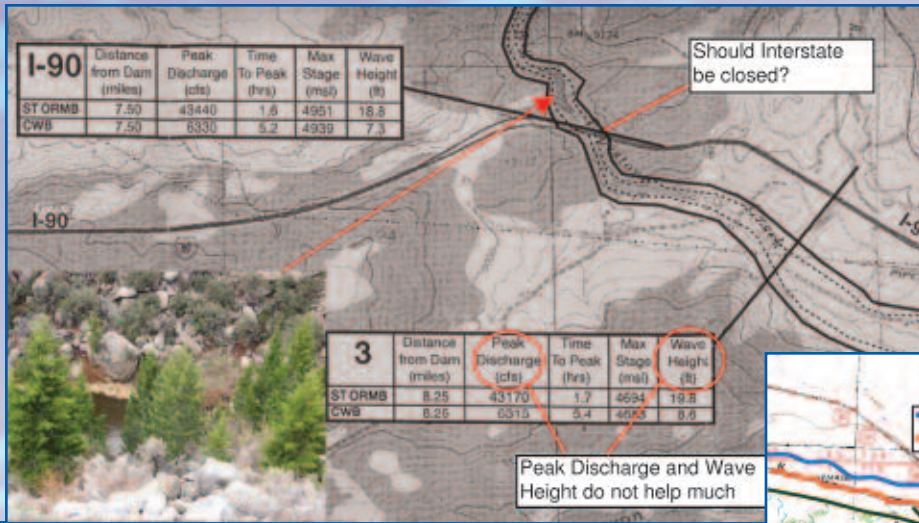 I-90
Distance from Dam (miles)
Peak Discharge (cfs)
Time To Peak (hrs)
Max Stage (msl)
Wave Height (ft)
STORMB 7.50 43440 1.6 4951 18.8
CWB 7.50 6330 5.2 4939 7.3
Should Interstate
be closed?
I-90
3
Distance from Dam (miles)
Peak Discharge (cfs)
Time To Peak (hrs)
Max Stage (msl)
Wave Height (ft)
STORMB 8.25 43170 1.7 4694 19.8
CWB 8.25 6315 5.4 8.6
Peak Discharge and Wave
Height do not help much